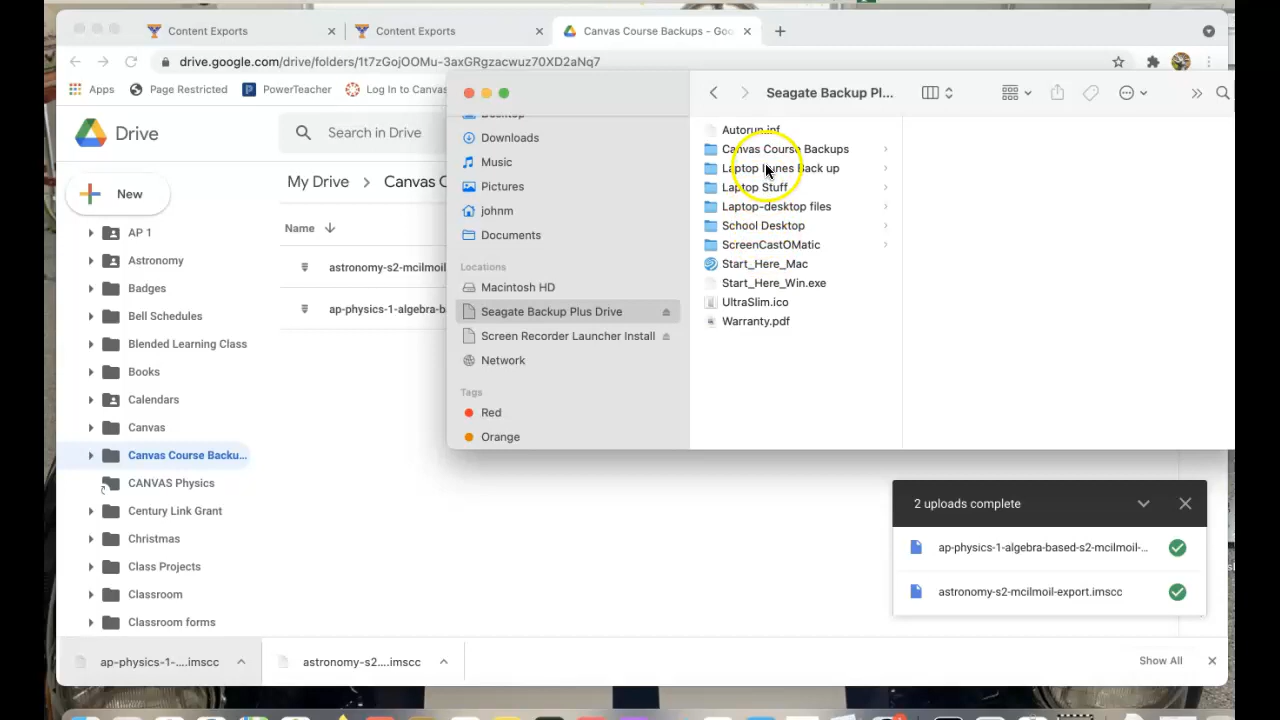 Content Exports
Content Exports
Canvas Course Backups - Goo
drive.google.com/drive/folders/1t7zGojOOMu-3axGRgzacwuz70XD2aNq7
Apps
Page Restricted
PowerTeacher
Log In to Canvas
Drive
Search in Drive
New
My Drive
Canvas C
Name
astronomy-s2-mcilmoil
ap-physics-1-algebra-b
AP 1
Astronomy
Badges
Bell Schedules
Blended Learning Class
Books
Calendars
Canvas
Canvas Course Backu...
CANVAS Physics
Century Link Grant
Christmas
Class Projects
Classroom
Classroom forms
Downloads
Music
Pictures
johnm
Documents
Locations
Macintosh HD
Seagate Backup Plus Drive
Screen Recorder Launcher Install
Network
Tags
Red
Orange
Seagate Backup Pl...
Autorun.inf
Canvas Course Backups
Laptop Itunes Back up
Laptop Stuff
Laptop-desktop files
School Desktop
ScreenCastOMatic
Start_Here_Mac
Start_Here_Win.exe
UltraSlim.ico
Warranty.pdf
2 uploads complete
ap-physics-1-algebra-based-s2-mcilmoil-...
astronomy-s2-mcilmoil-export.imscc
ap-physics-1-....imscc
astronomy-s2....imscc
Show All